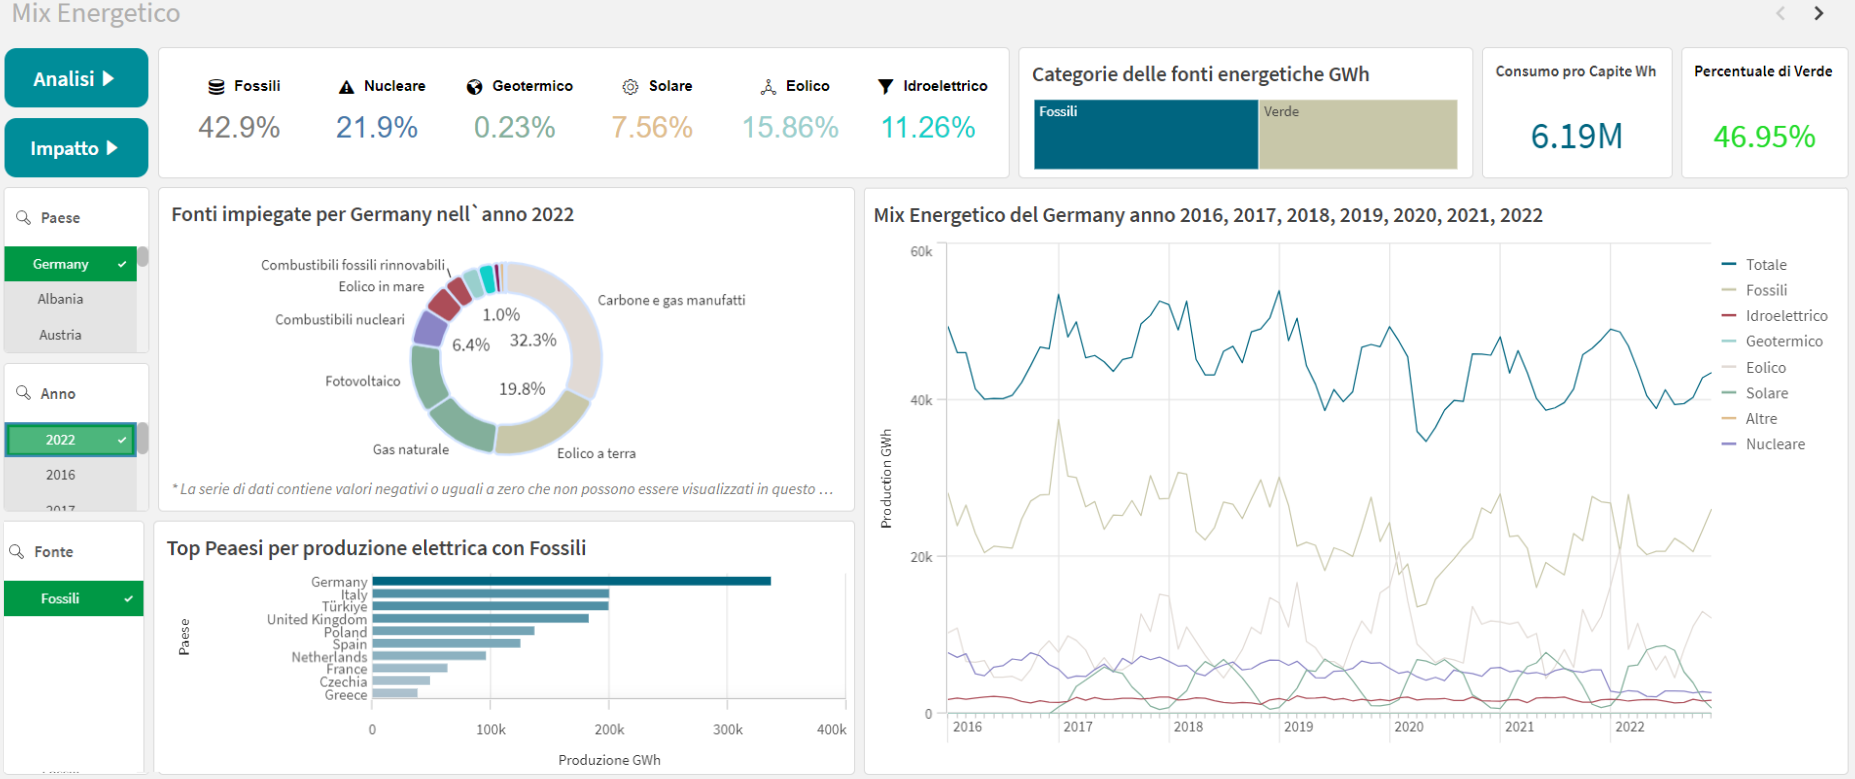 Mix Energetico
Analisi
Impatto
Fossili
42.9%
Nucleare
21.9%
Geotermico
0.23%
Solare
7.56%
Eolico
15.86%
Idroelettrico
11.26%
Categorie delle fonti energetiche GWh
Fossili
Verde
Consumo pro Capite Wh
6.19M
Percentuale di Verde
46.95%
Paese
Germany
Albania
Austria
Anno
2022
2016
2017
Fonte
Fossili
Fonti impiegate per Germany nell`anno 2022
Combustibili fossili rinnovabili
Eolico in mare
Combustibili nucleari
Fotovoltaico
Gas naturale
Eolico a terra
Carbone e gas manufatti
1.0%
32.3%
6.4%
19.8%
* La serie di dati contiene valori negativi o uguali a zero che non possono essere visualizzati in questo ...
Top Peaesi per produzione elettrica con Fossili
Paese
Germany
Italy
Türkiye
United Kingdom
Poland
Spain
Netherlands
France
Czechia
Greece
0
100k
200k
300k
400k
Produzione GWh
Mix Energetico del Germany anno 2016, 2017, 2018, 2019, 2020, 2021, 2022
Production GWh
60k
40k
20k
0
2016
2017
2018
2019
2020
2021
2022
Totale
Fossili
Idroelettrico
Geotermico
Eolico
Solare
Altre
Nucleare